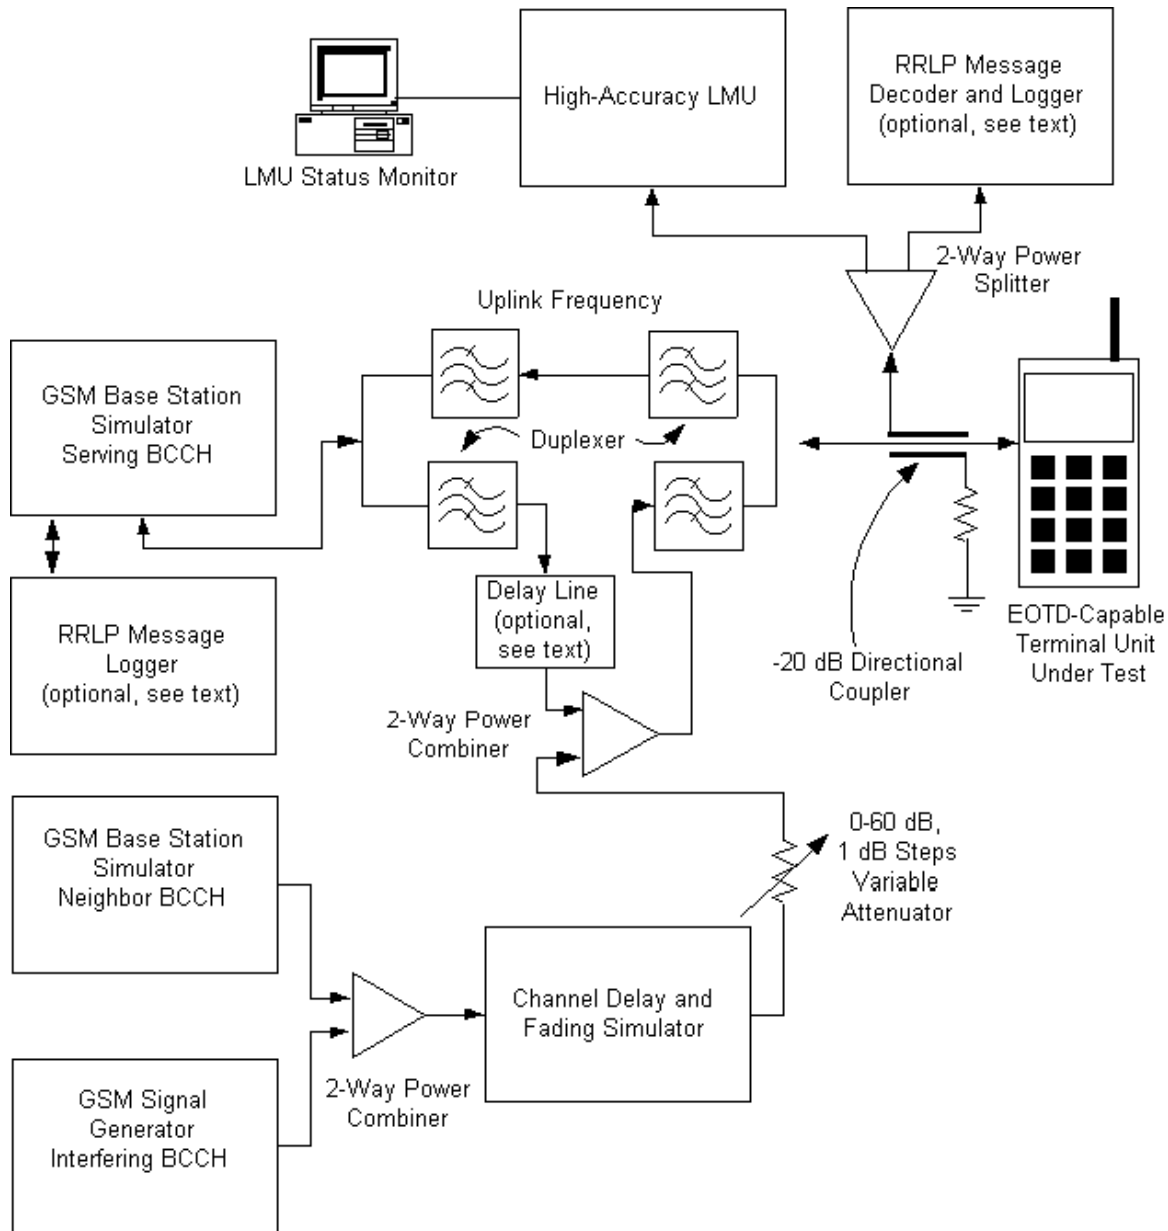 High-Accuracy LMU
RRLP Message
Decoder and Logger
(optional, see text)
LMU Status Monitor
2-Way Power
Splitter
Uplink Frequency
GSM Base Station
Simulator
Serving BCCH
Duplexer
RRLP Message
Logger
(optional, see text)
Delay Line
(optional,
see text)
-20 dB Directional
Coupler
EOTD-Capable
Terminal Unit
Under Test
2-Way Power
Combiner
GSM Base Station
Simulator
Neighbor BCCH
0-60 dB,
1 dB Steps
Variable
Attenuator
Channel Delay and
Fading Simulator
2-Way Power
Combiner
GSM Signal
Generator
Interfering BCCH